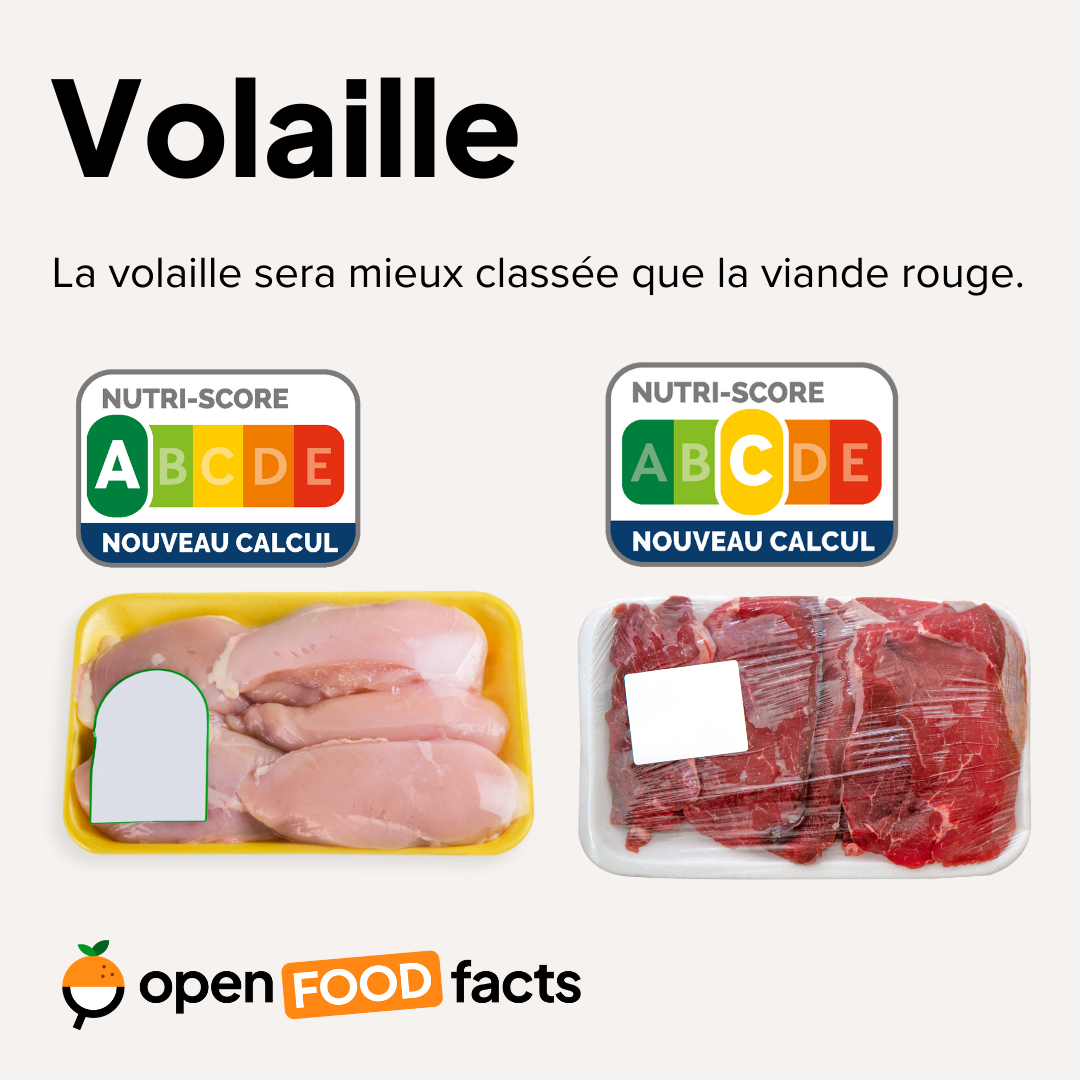 Volaille
La volaille sera mieux classée que la viande rouge.
NUTRI-SCORE
A B C D E
NOUVEAU CALCUL
NUTRI-SCORE
A B C D E
NOUVEAU CALCUL
open FOOD facts